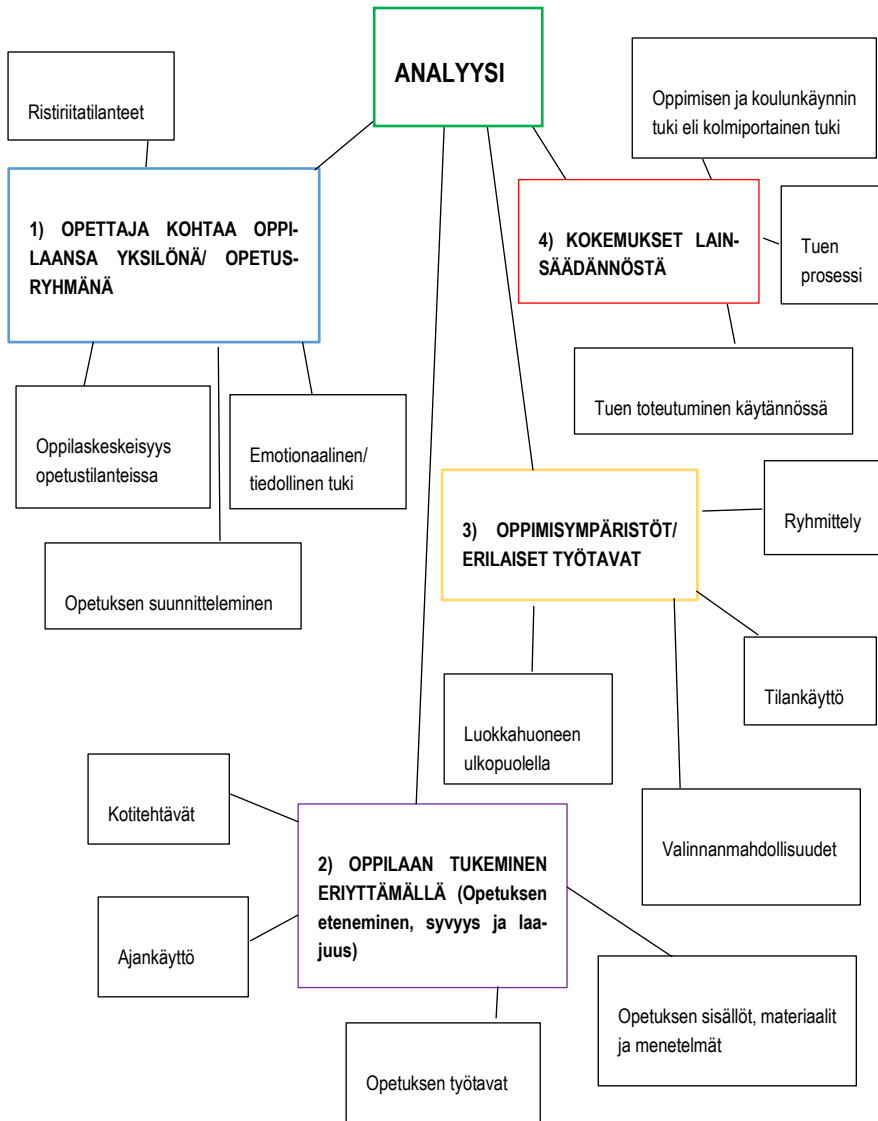 ANALYYSI
Ristiriitatilanteet
Oppimisen ja koulunkäynnin
tuki eli kolmiportainen tuki
1) OPETTAJA KOHTAA OPPI-
LAANSA YKSILÖNÄ/ OPETUS-
RYHMÄNÄ
4) KOKEMUKSET LAIN-
SÄÄDÄNNÖSTÄ
Tuen
prosessi
Tuen toteutuminen käytännössä
Oppilaskeskeisyys
opetustilanteissa
Emotionaalinen/
tiedollinen tuki
Opetuksen suunnitteleminen
3) OPPIMISYMPÄRISTÖT/
ERILAISET TYÖTAVAT
Ryhmittely
Tilankäyttö
Luokkahuoneen
ulkopuolella
Valinnanmahdollisuudet
Kotitehtävät
2) OPPILAAN TUKEMINEN
ERIYTTÄMÄLLÄ (Opetuksen
eteneminen, syvyys ja laa-
juus)
Ajankäyttö
Opetuksen sisällöt, materiaalit
ja menetelmät
Opetuksen työtavat